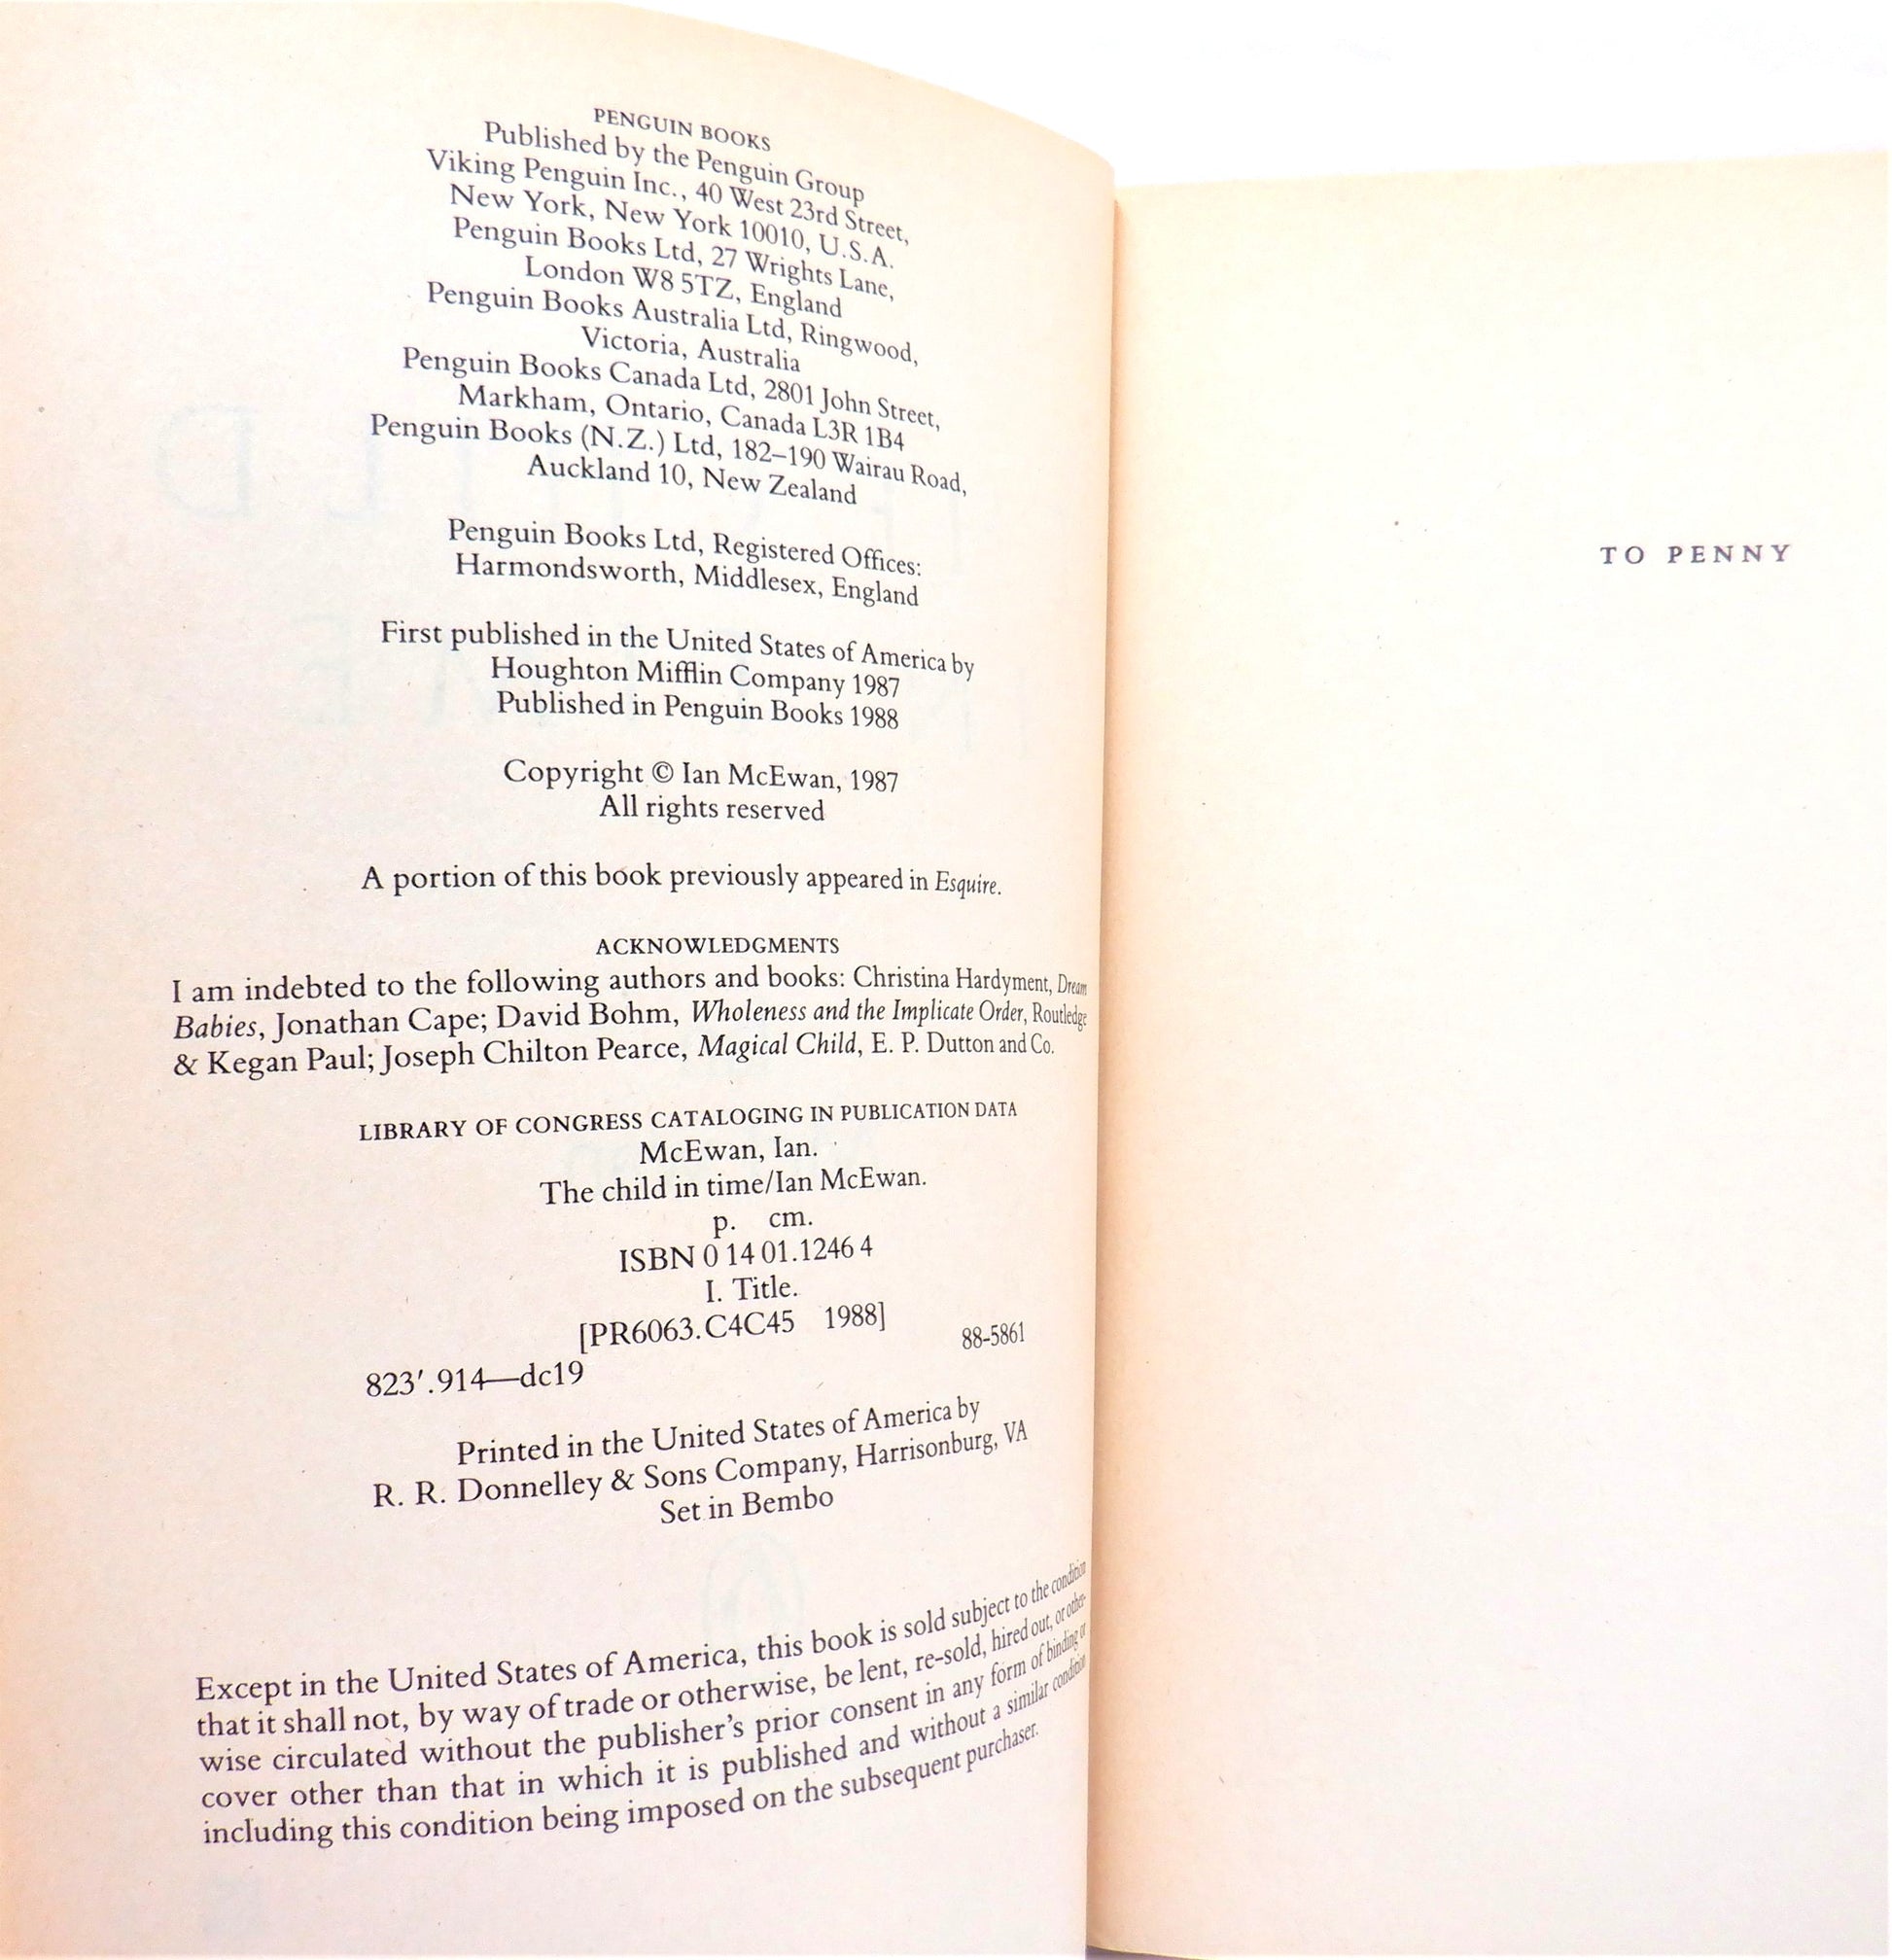 PENGUIN BOOKS
Published by the Penguin Group
Viking Penguin Inc., 40 West 23rd Street,
New York, New York 10010, U.S.A.
Penguin Books Ltd, 27 Wrights Lane,
London W8 5TZ, England
Penguin Books Australia Ltd, Ringwood,
Victoria, Australia
Penguin Books Canada Ltd, 2801 John Street,
Markham, Ontario, Canada L3R 1B4
Penguin Books (N.Z.) Ltd, 182–190 Wairau Road,
Auckland 10, New Zealand
Penguin Books Ltd, Registered Offices:
Harmondsworth, Middlesex, England
First published in the United States of America by
Houghton Mifflin Company 1987
Published in Penguin Books 1988
Copyright © Ian McEwan, 1987
All rights reserved
A portion of this book previously appeared in Esquire.
ACKNOWLEDGMENTS
I am indebted to the following authors and books: Christina Hardyment, Dream
Babies, Jonathan Cape; David Bohm, Wholeness and the Implicate Order, Routledge
& Kegan Paul; Joseph Chilton Pearce, Magical Child, E. P. Dutton and Co.
LIBRARY OF CONGRESS CATALOGING IN PUBLICATION DATA
McEwan, Ian.
The child in time/Ian McEwan.
p. cm.
ISBN 0 14 01.1246 4
I. Title.
[PR6063.C4C45 1988]
823′.914—dc19 88-5861
Printed in the United States of America by
R. R. Donnelley & Sons Company, Harrisonburg, VA
Set in Bembo
Except in the United States of America, this book is sold subject to the condition
that it shall not, by way of trade or otherwise, be lent, re-sold, hired out, or other-
wise circulated without the publisher's prior consent in any form of binding or
cover other than that in which it is published and without a similar condition
including this condition being imposed on the subsequent purchaser.
TO PENNY